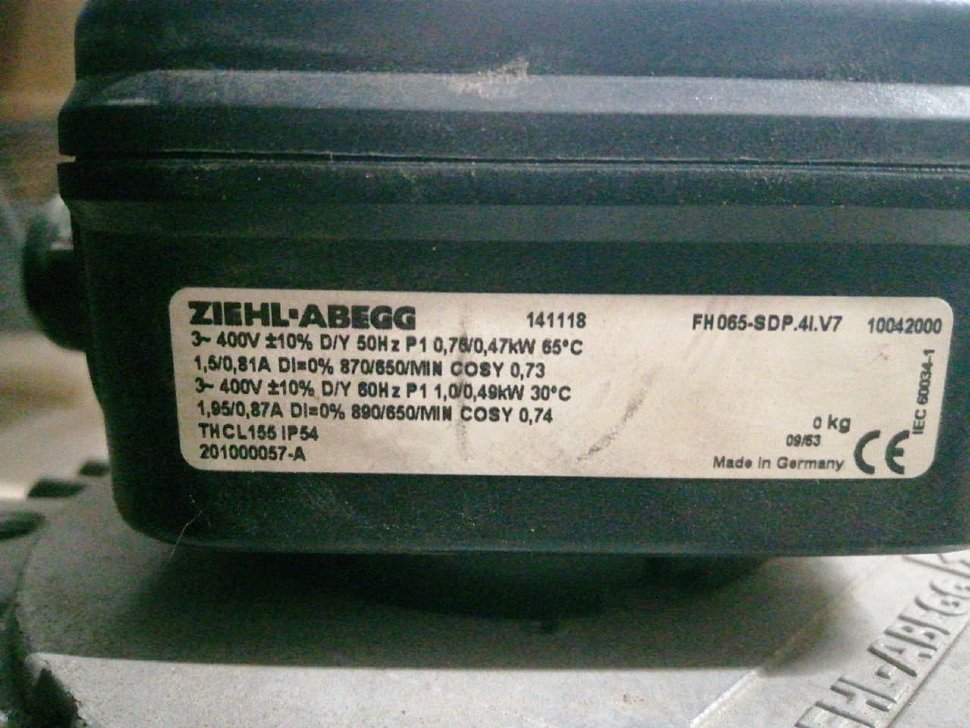 ZIEHL-ABEGG 141118 FH065-SDP.4I.V7 10042000
3~ 400V ±10% D/Y 50Hz P1 0,76/0,47kW 65°C
1,5/0,81A DI=0% 870/650/MIN COSY 0,73
3~ 400V ±10% D/Y 60Hz P1 1,0/0,49kW 30°C
1,95/0,87A DI=0% 890/650/MIN COSY 0,74
THCL155 IP54
201000057-A
0 kg
09/53
Made in Germany CE
IEC 60034-1
EHL-ABEGG